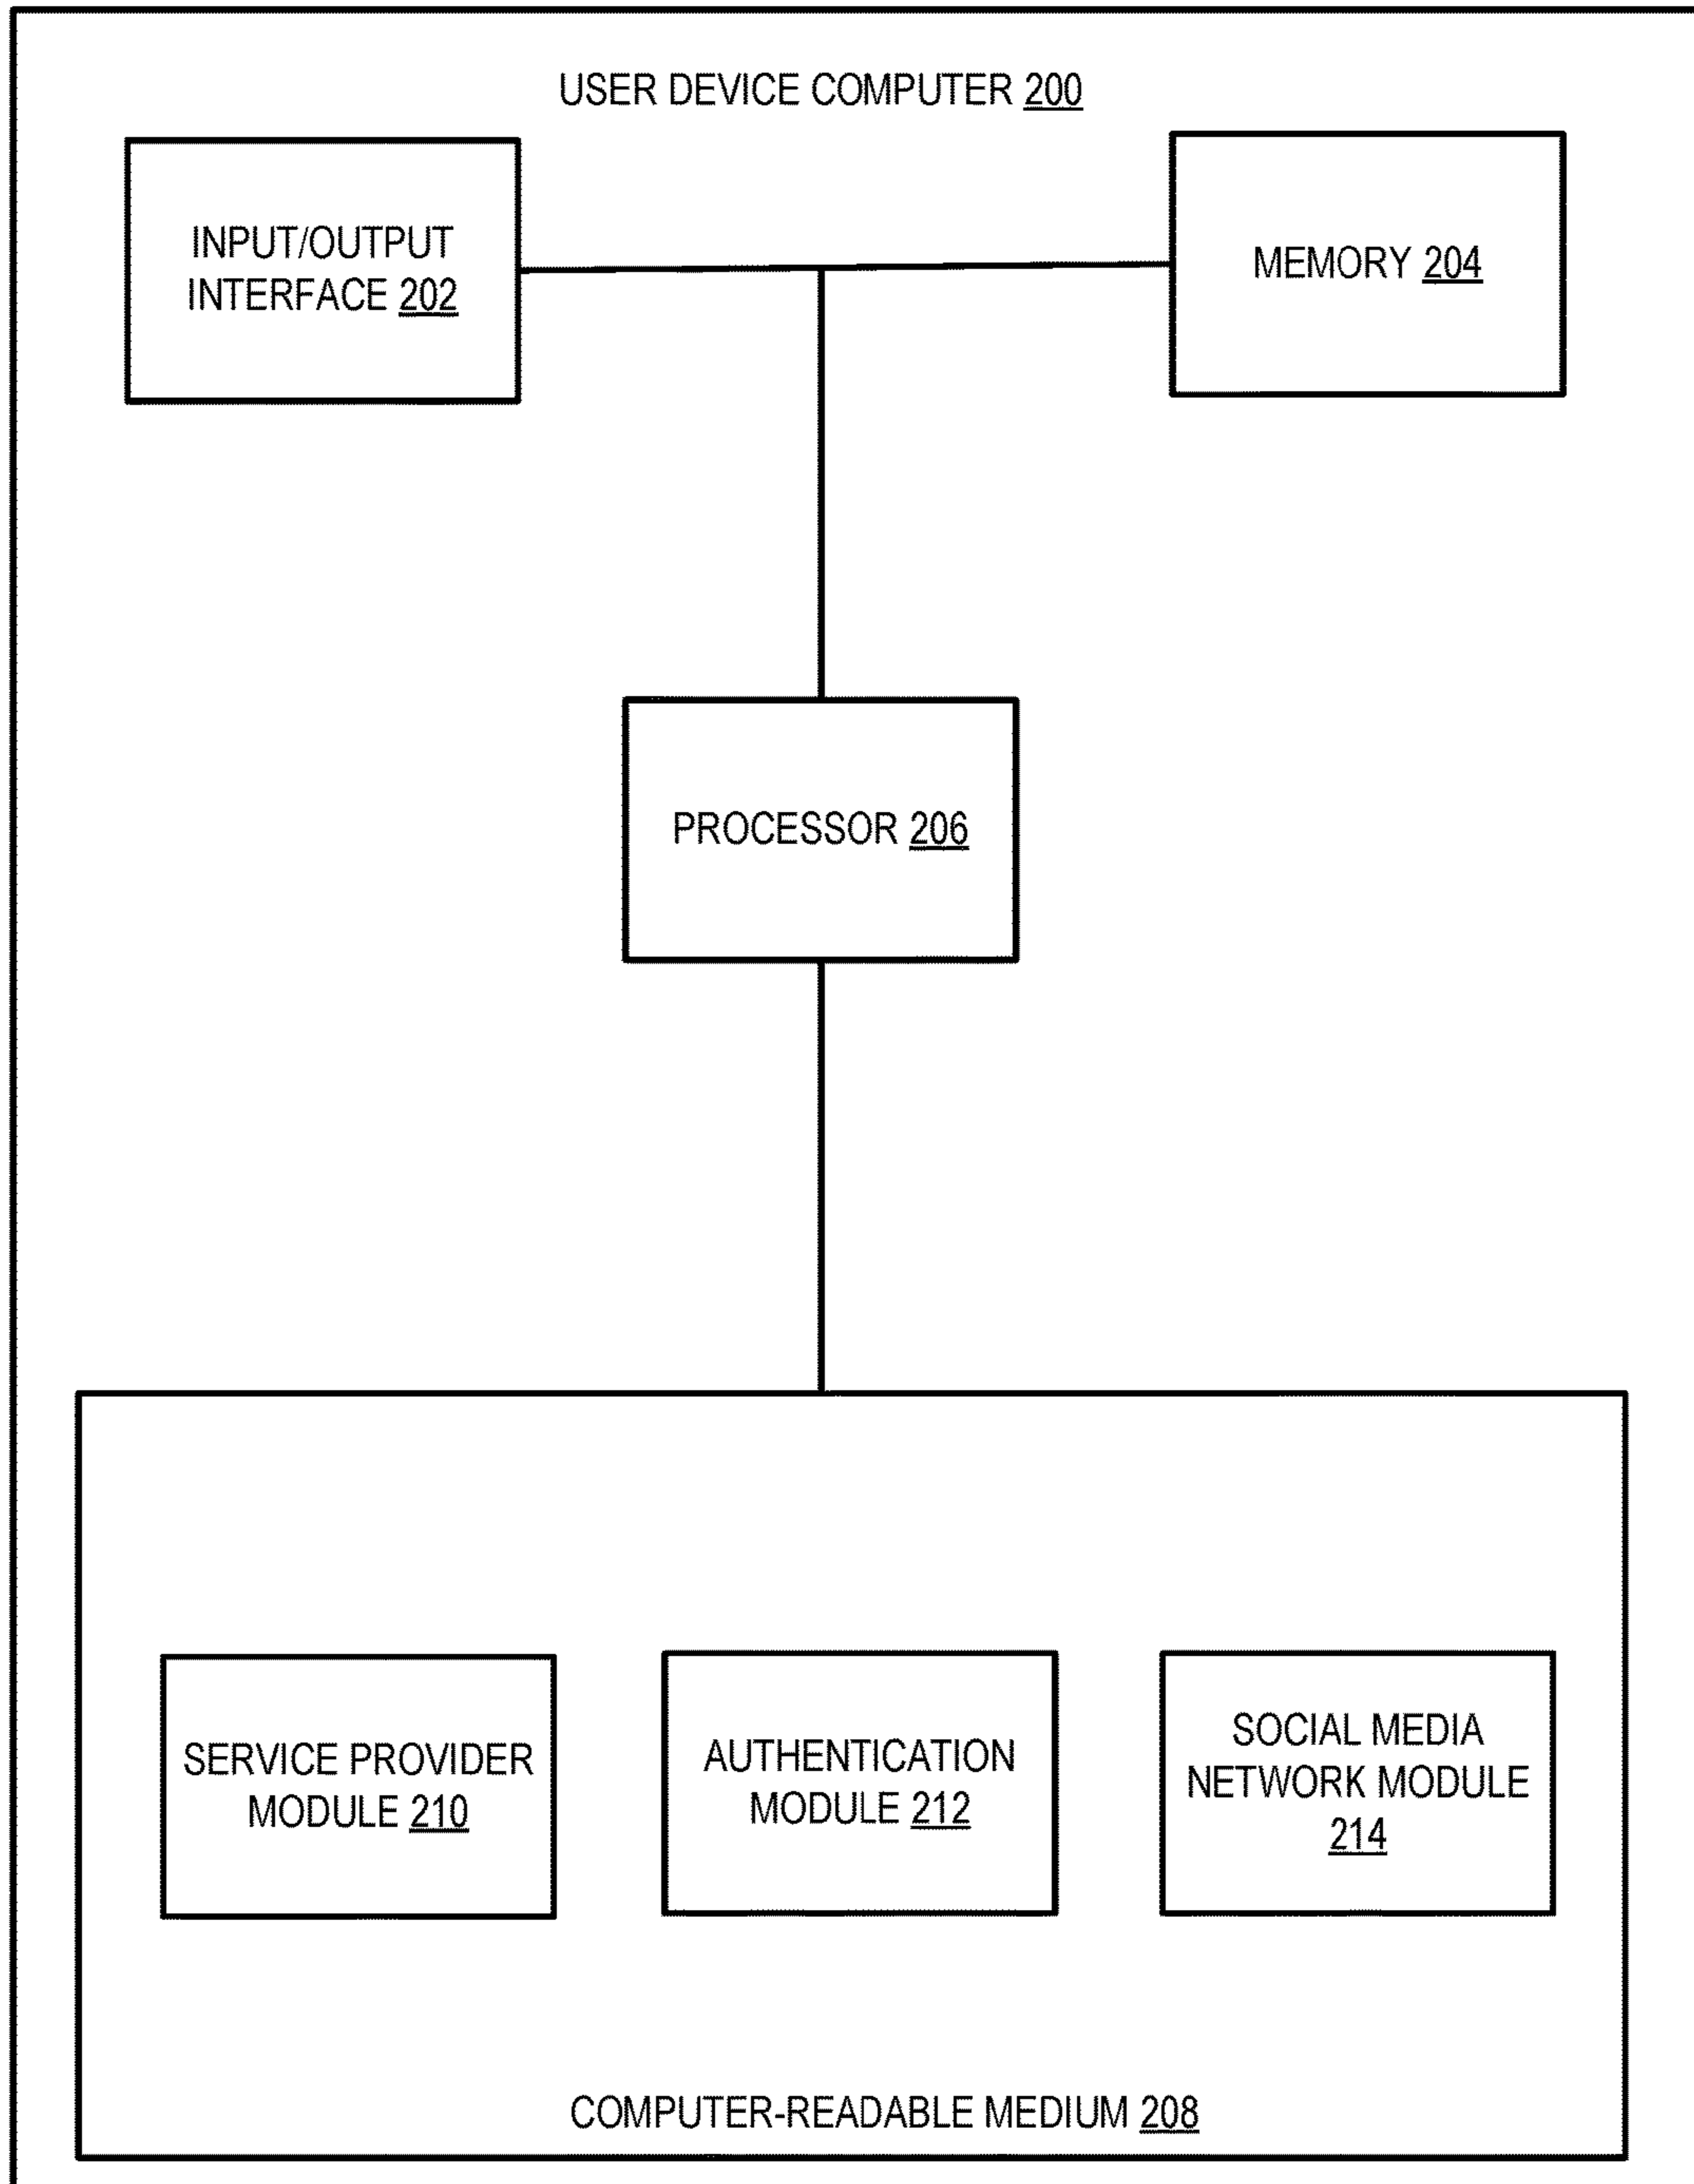 USER DEVICE COMPUTER 200
INPUT/OUTPUT
INTERFACE 202
MEMORY 204
PROCESSOR 206
SERVICE PROVIDER
MODULE 210
AUTHENTICATION
MODULE 212
SOCIAL MEDIA
NETWORK MODULE
214
COMPUTER-READABLE MEDIUM 208